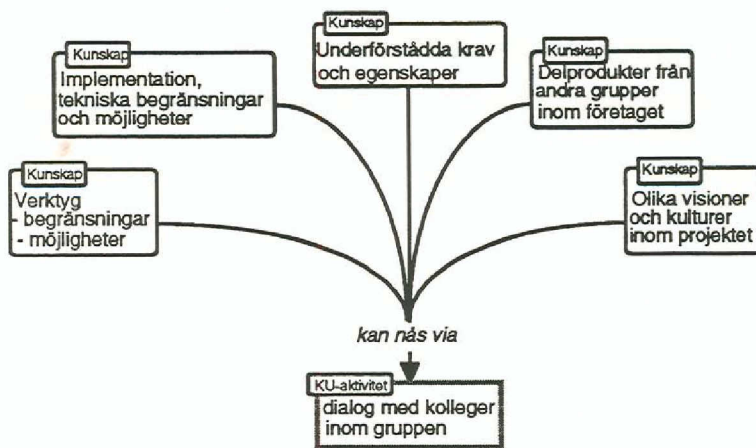 Kunskap
Implementation,
tekniska begränsningar
och möjligheter
Kunskap
Underförstådda krav
och egenskaper
Kunskap
Delprodukter från
andra grupper
inom företaget
Kunskap
Verktyg
- begränsningar
- möjligheter
Kunskap
Olika visioner
och kulturer
inom projektet
kan nås via
KU-aktivitet
dialog med kolleger
inom gruppen